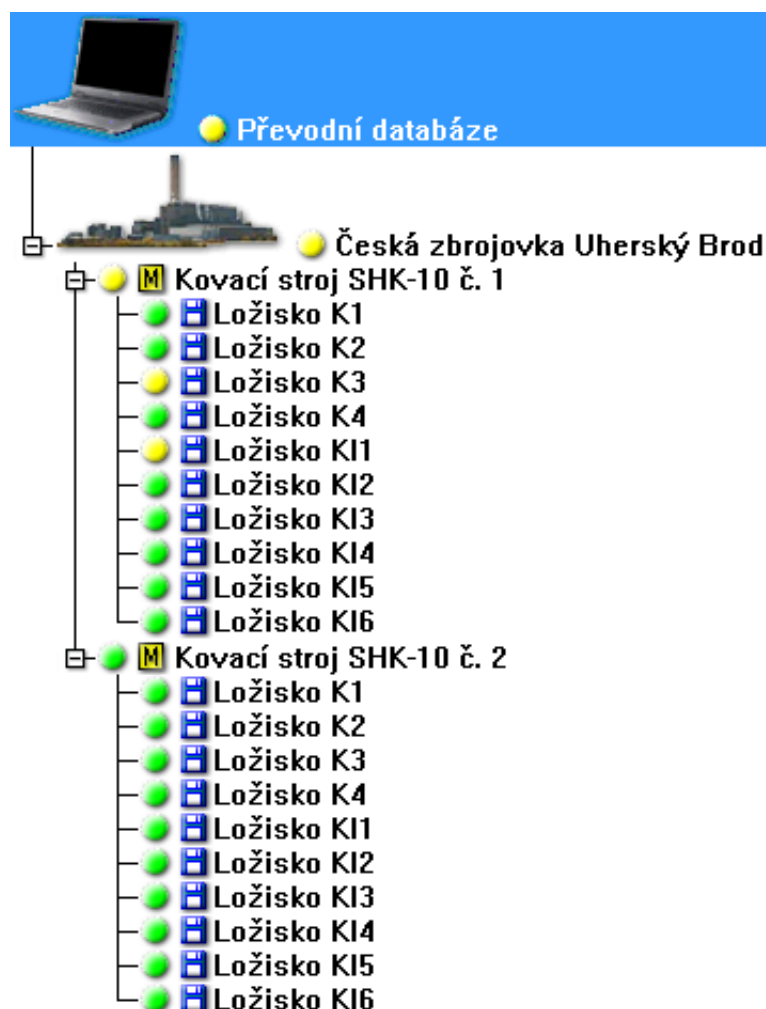 Převodní databáze
Česká zbrojovka Uherský Brod
M Kovací stroj SHK-10 č. 1
Ložisko K1
Ložisko K2
Ložisko K3
Ložisko K4
Ložisko Kl1
Ložisko Kl2
Ložisko Kl3
Ložisko Kl4
Ložisko Kl5
Ložisko Kl6
M Kovací stroj SHK-10 č. 2
Ložisko K1
Ložisko K2
Ložisko K3
Ložisko K4
Ložisko Kl1
Ložisko Kl2
Ložisko Kl3
Ložisko Kl4
Ložisko Kl5
Ložisko Kl6